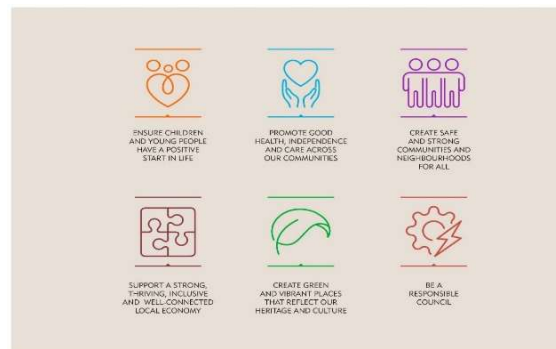 ENSURE CHILDREN
AND YOUNG PEOPLE
HAVE A POSITIVE
START IN LIFE
PROMOTE GOOD
HEALTH, INDEPENDENCE
AND CARE ACROSS
OUR COMMUNITIES
CREATE SAFE
AND STRONG
COMMUNITIES AND
NEIGHBOURHOODS
FOR ALL
SUPPORT A STRONG,
THRIVING, INCLUSIVE
AND WELL-CONNECTED
LOCAL ECONOMY
CREATE GREEN
AND VIBRANT PLACES
THAT REFLECT OUR
HERITAGE AND CULTURE
BE A
RESPONSIBLE
COUNCIL